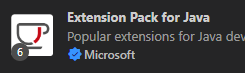 Extension Pack for Java
Popular extensions for Java dev
6
Microsoft